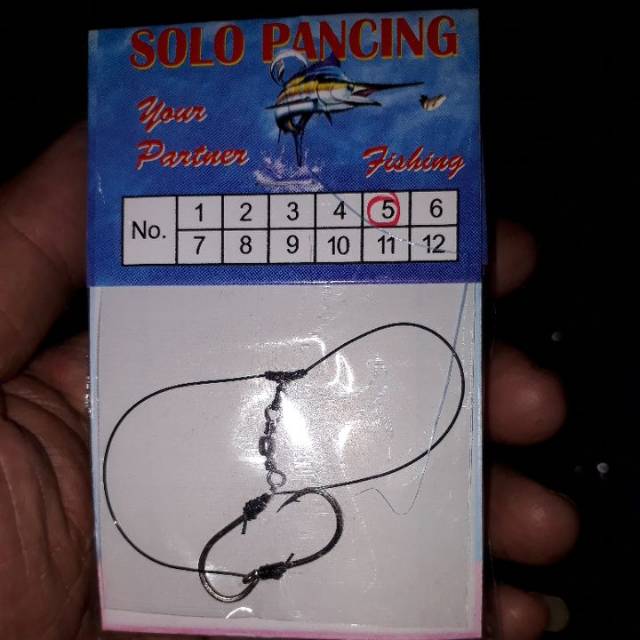 SOLO PANCING
Your
Partner Fishing
No. 1 2 3 4 5 6
7 8 9 10 11 12